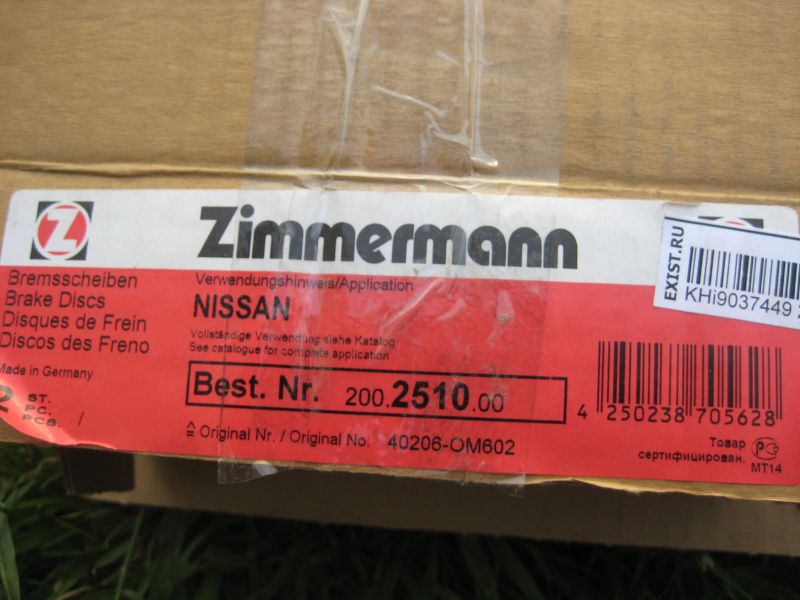 Z
Zimmermann
EXIST.RU
KHi9037449
Bremsscheiben
Brake Discs
Disques de Frein
Discos des Freno
Made in Germany
2 ST.
PC.
PCS. /
Verwendungshinweis/Application
NISSAN
Vollständige Verwendung siehe Katalog
See catalogue for complete application
Best. Nr. 200.2510.00
≙ Original Nr. / Original No. 40206-OM602
4 250238 705628
Товар
сертифицирован.
МТ14